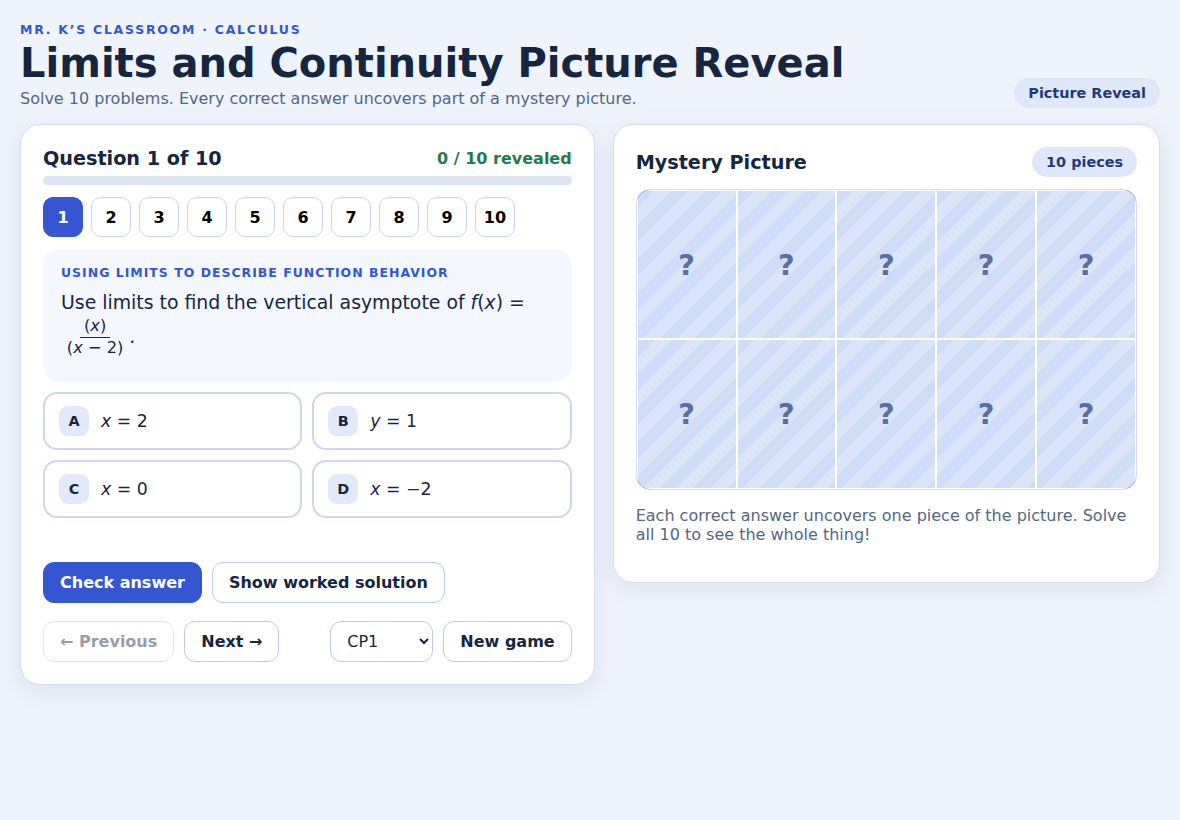 MR. K'S CLASSROOM · CALCULUS
Limits and Continuity Picture Reveal
Solve 10 problems. Every correct answer uncovers part of a mystery picture.
Picture Reveal
Question 1 of 10
0 / 10 revealed
1 2 3 4 5 6 7 8 9 10
USING LIMITS TO DESCRIBE FUNCTION BEHAVIOR
Use limits to find the vertical asymptote of f(x) =
(x)
(x − 2) .
A x = 2
B y = 1
C x = 0
D x = −2
Check answer
Show worked solution
← Previous
Next →
CP1
New game
Mystery Picture
10 pieces
? ? ? ? ?
? ? ? ? ?
Each correct answer uncovers one piece of the picture. Solve
all 10 to see the whole thing!